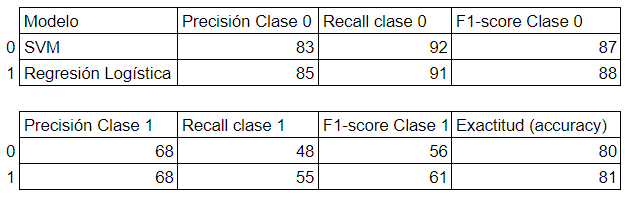 Modelo Precisión Clase 0 Recall clase 0 F1-score Clase 0
0 SVM 83 92 87
1 Regresión Logística 85 91 88
Precisión Clase 1 Recall clase 1 F1-score Clase 1 Exactitud (accuracy)
0 68 48 56 80
1 68 55 61 81